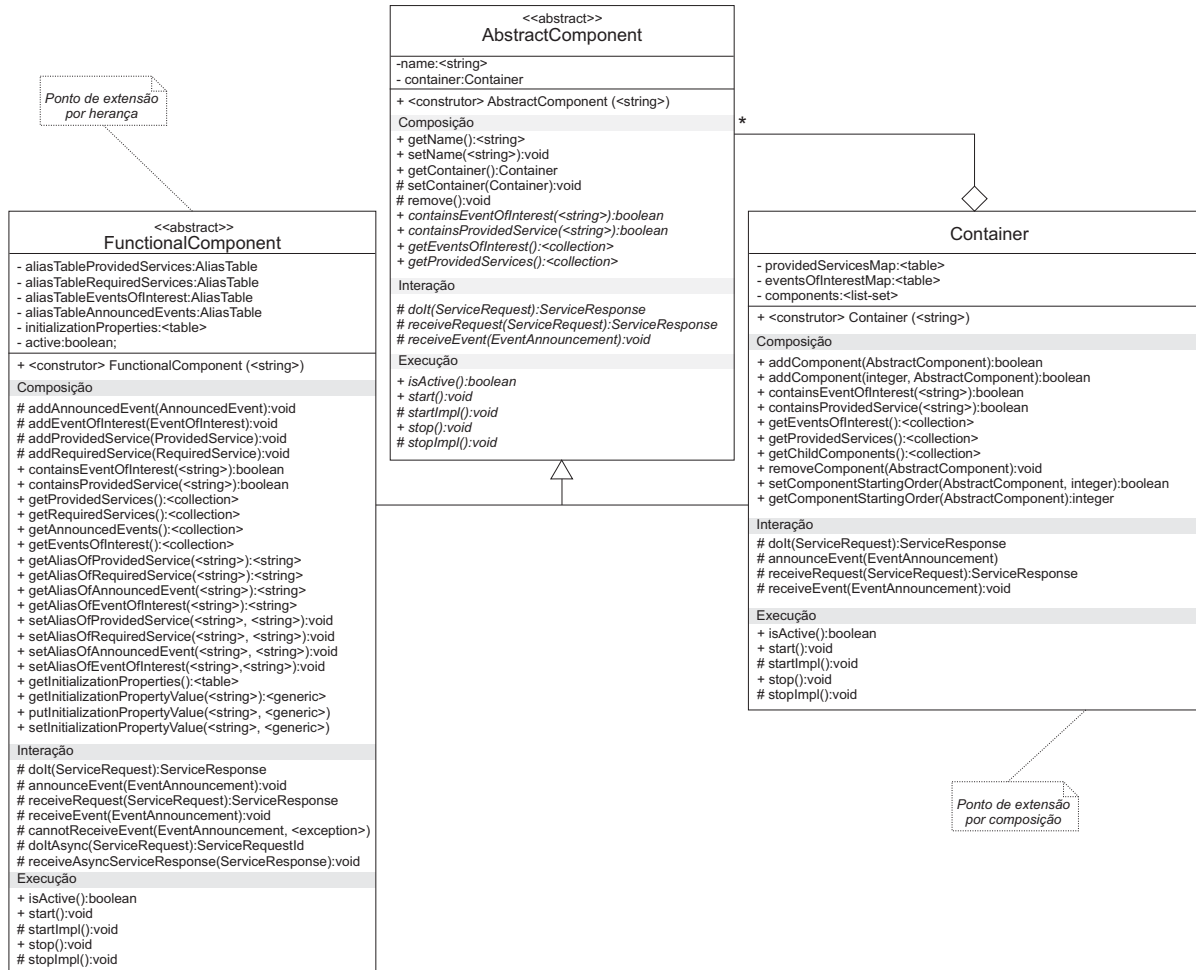 <<abstract>>
AbstractComponent
-name:<string>
- container:Container
+ <construtor> AbstractComponent (<string>)
Composição
+ getName():<string>
+ setName(<string>):void
+ getContainer():Container
# setContainer(Container):void
# remove():void
+ containsEventOfInterest(<string>):boolean
+ containsProvidedService(<string>):boolean
+ getEventsOfInterest():<collection>
+ getProvidedServices():<collection>
Interação
# doIt(ServiceRequest):ServiceResponse
# receiveRequest(ServiceRequest):ServiceResponse
# receiveEvent(EventAnnouncement):void
Execução
+ isActive():boolean
+ start():void
# startImpl():void
+ stop():void
# stopImpl():void
*
Ponto de extensão
por herança
<<abstract>>
FunctionalComponent
- aliasTableProvidedServices:AliasTable
- aliasTableRequiredServices:AliasTable
- aliasTableEventsOfInterest:AliasTable
- aliasTableAnnouncedEvents:AliasTable
- initializationProperties:<table>
- active:boolean;
+ <construtor> FunctionalComponent (<string>)
Composição
# addAnnouncedEvent(AnnouncedEvent):void
# addEventOfInterest(EventOfInterest):void
# addProvidedService(ProvidedService):void
# addRequiredService(RequiredService):void
+ containsEventOfInterest(<string>):boolean
+ containsProvidedService(<string>):boolean
+ getProvidedServices():<collection>
+ getRequiredServices():<collection>
+ getAnnouncedEvents():<collection>
+ getEventsOfInterest():<collection>
+ getAliasOfProvidedService(<string>):<string>
+ getAliasOfRequiredService(<string>):<string>
+ getAliasOfAnnouncedEvent(<string>):<string>
+ getAliasOfEventOfInterest(<string>):<string>
+ setAliasOfProvidedService(<string>, <string>):void
+ setAliasOfRequiredService(<string>, <string>):void
+ setAliasOfAnnouncedEvent(<string>, <string>):void
+ setAliasOfEventOfInterest(<string>,<string>):void
+ getInitializationProperties():<table>
+ getInitializationPropertyValue(<string>):<generic>
+ putInitializationPropertyValue(<string>, <generic>)
+ setInitializationPropertyValue(<string>, <generic>)
Interação
# doIt(ServiceRequest):ServiceResponse
# announceEvent(EventAnnouncement):void
# receiveRequest(ServiceRequest):ServiceResponse
# receiveEvent(EventAnnouncement):void
# cannotReceiveEvent(EventAnnouncement, <exception>)
# doItAsync(ServiceRequest):ServiceRequestId
# receiveAsyncServiceResponse(ServiceResponse):void
Execução
+ isActive():boolean
+ start():void
# startImpl():void
+ stop():void
# stopImpl():void
Container
- providedServicesMap:<table>
- eventsOfInterestMap:<table>
- components:<list-set>
+ <construtor> Container (<string>)
Composição
+ addComponent(AbstractComponent):boolean
+ addComponent(integer, AbstractComponent):boolean
+ containsEventOfInterest(<string>):boolean
+ containsProvidedService(<string>):boolean
+ getEventsOfInterest():<collection>
+ getProvidedServices():<collection>
+ getChildComponents():<collection>
+ removeComponent(AbstractComponent):void
+ setComponentStartingOrder(AbstractComponent, integer):boolean
+ getComponentStartingOrder(AbstractComponent):integer
Interação
# doIt(ServiceRequest):ServiceResponse
# announceEvent(EventAnnouncement)
# receiveRequest(ServiceRequest):ServiceResponse
# receiveEvent(EventAnnouncement):void
Execução
+ isActive():boolean
+ start():void
# startImpl():void
+ stop():void
# stopImpl():void
Ponto de extensão
por composição